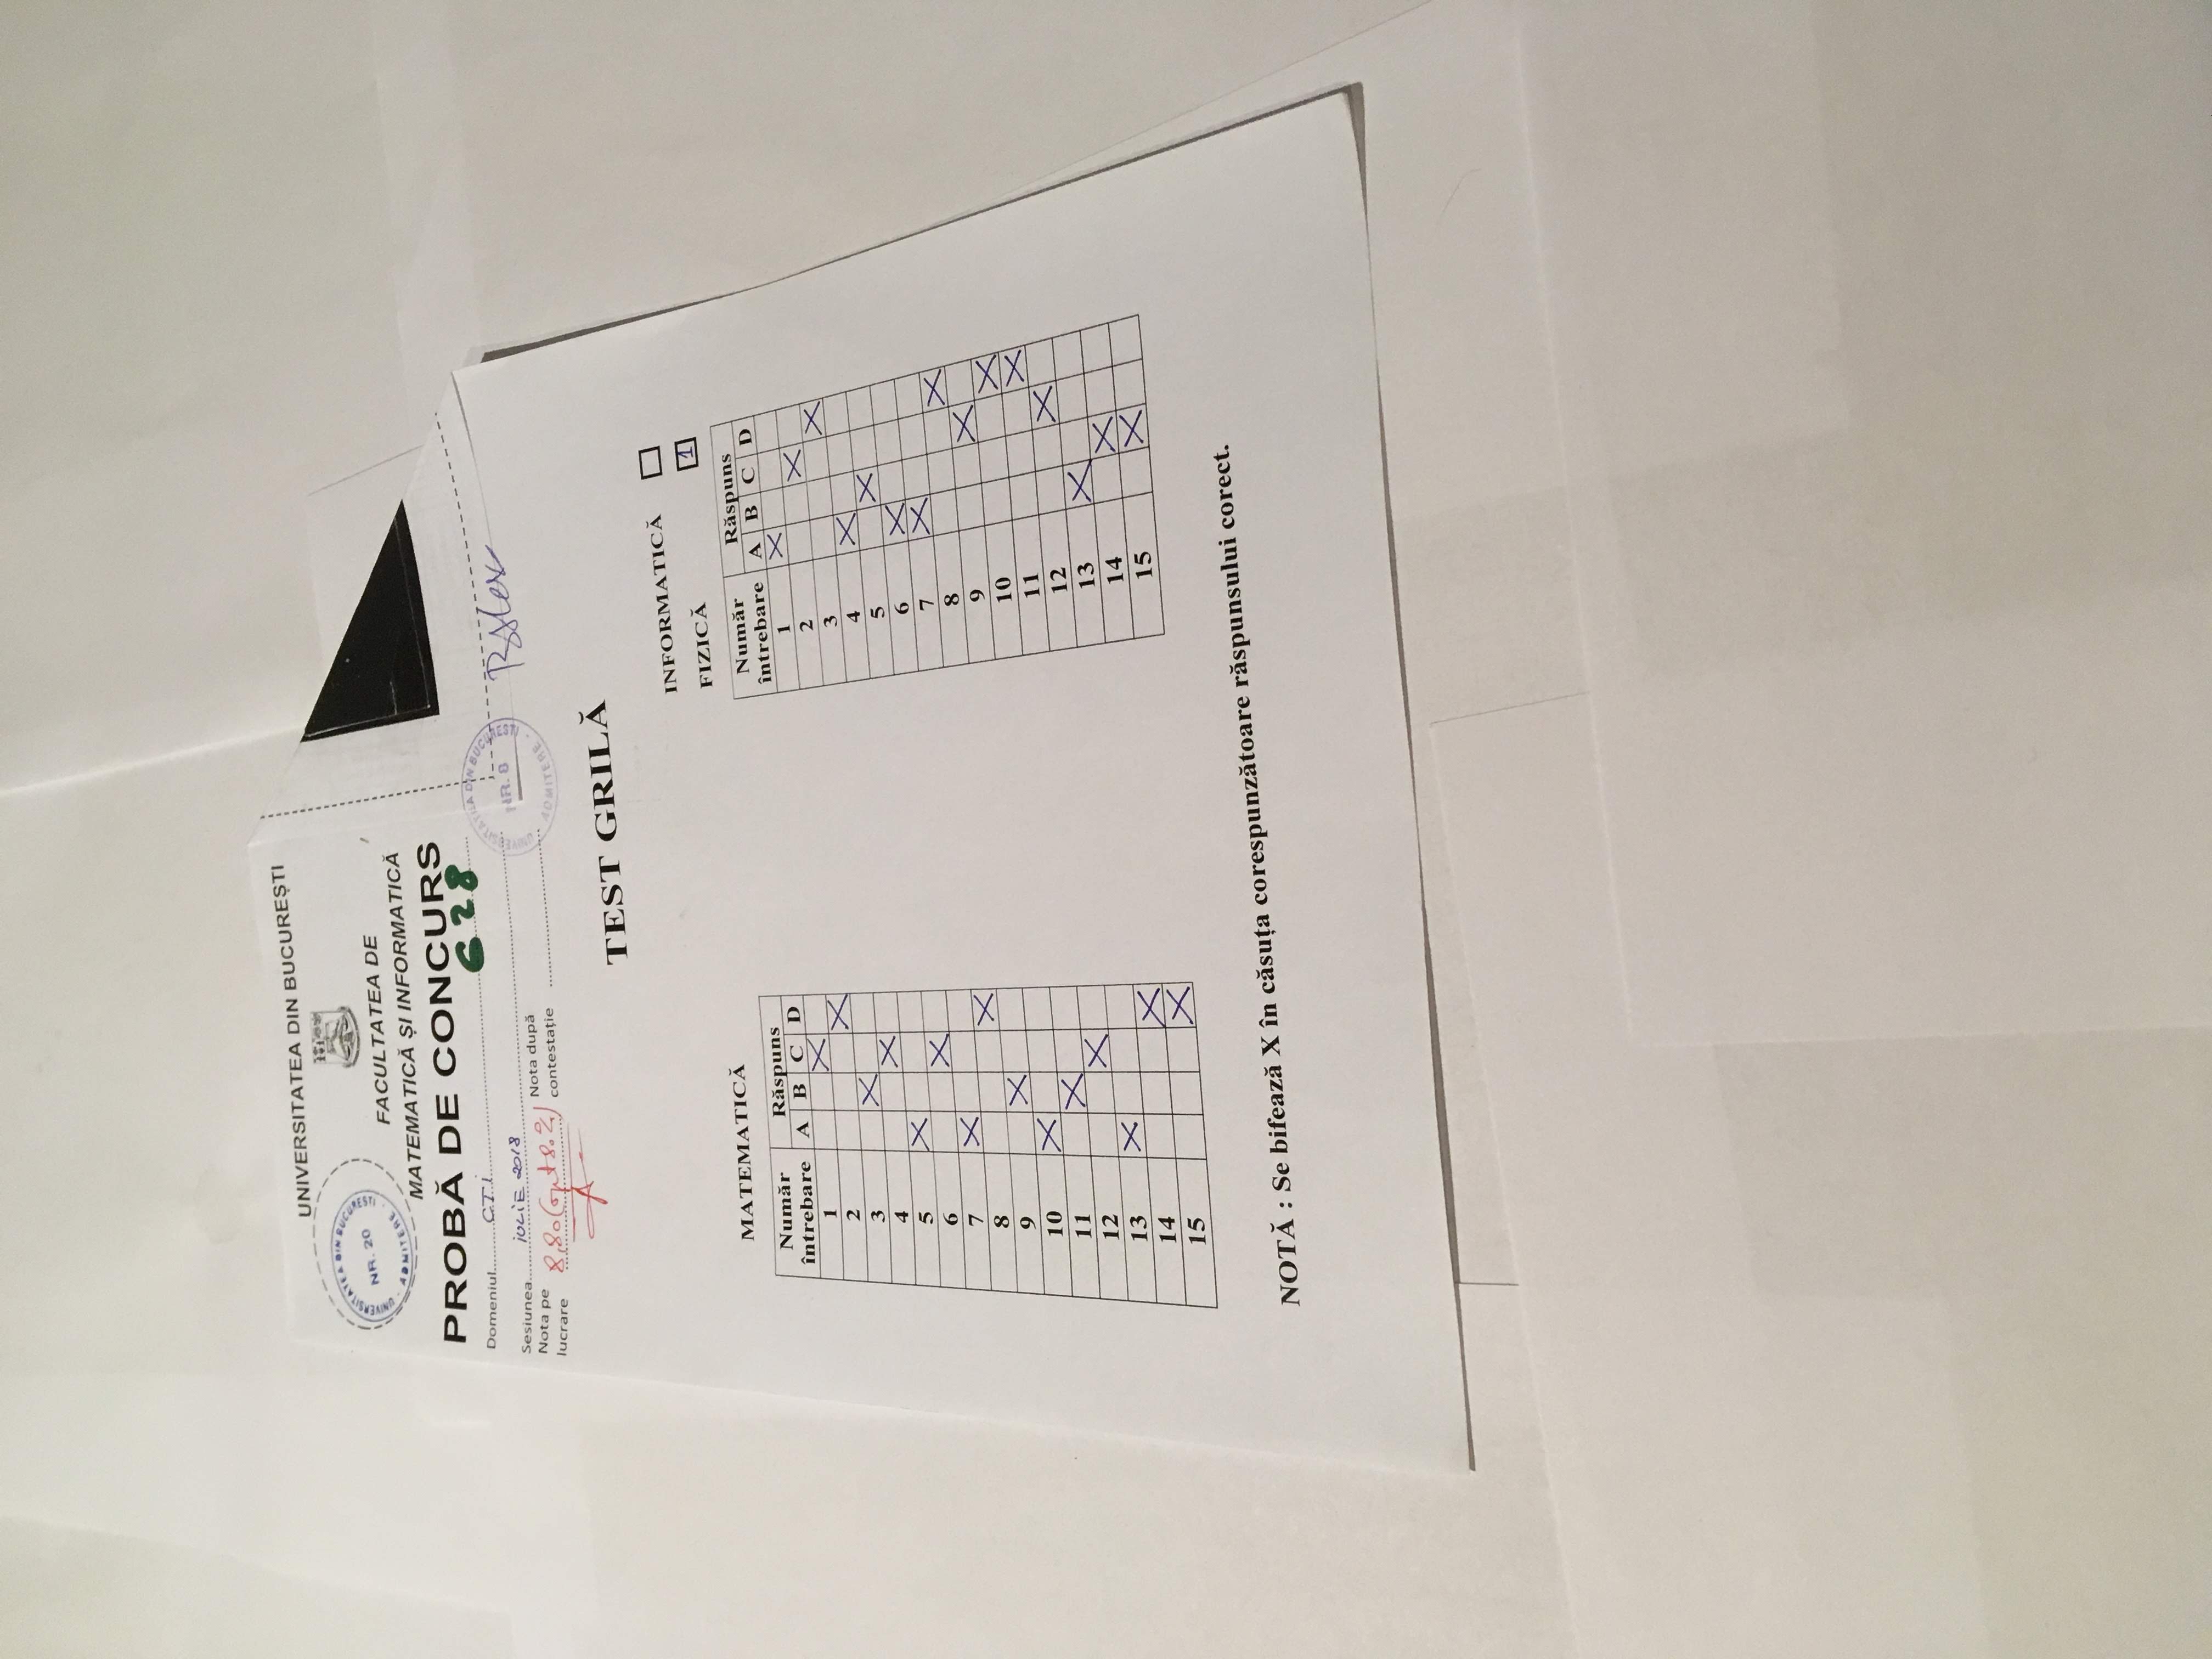 UNIVERSITATEA DIN BUCUREȘTI
UNIVERSITATEA DIN BUCUREȘTI
NR. 20
ADMITERE
FACULTATEA DE
MATEMATICĂ ȘI INFORMATICĂ
PROBĂ DE CONCURS
628
Domeniul CTI
Sesiunea IULIE 2018
Nota pe lucrare 8,80 (opt 8.%)
Nota după contestație
UNIVERSITATEA DIN BUCUREȘTI
NR. 8
ADMITERE
TEST GRILĂ
INFORMATICĂ
FIZICĂ 1
MATEMATICĂ
Număr întrebare Răspuns
A B C D
1 X
2 X
3 X
4 X
5 X
6 X
7 X
8 X
9 X
10 X
11 X
12 X
13 X
14 X
15 X
Număr întrebare Răspuns
A B C D
1 X
2 X
3 X
4 X
5 X
6 X
7 X
8 X
9 X
10 X
11 X
12 X
13 X
14 X
15 X
NOTĂ : Se bifează X în căsuța corespunzătoare răspunsului corect.